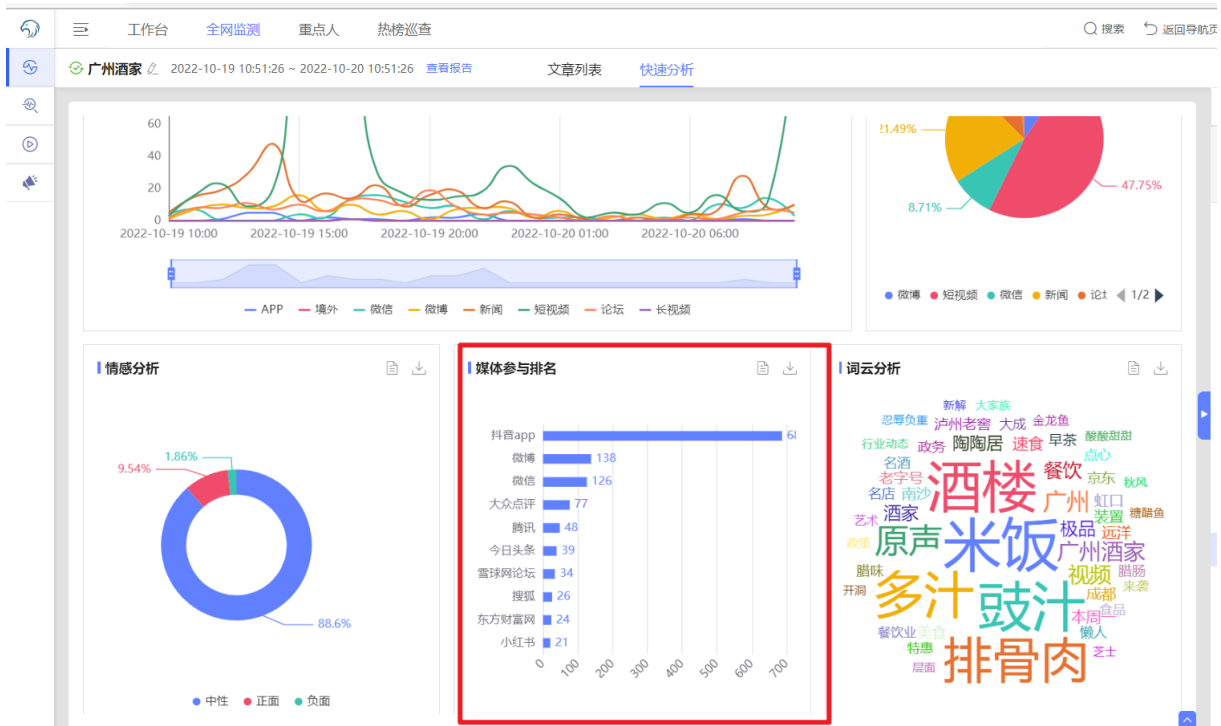 工作台 全网监测 重点人 热榜巡查 搜索 返回导航页
广州酒家 2022-10-19 10:51:26 ~ 2022-10-20 10:51:26 查看报告 文章列表 快速分析
60
40
20
0
2022-10-19 10:00 2022-10-19 15:00 2022-10-19 20:00 2022-10-20 01:00 2022-10-20 06:00
APP 境外 微信 微博 新闻 短视频 论坛 长视频
21.49%
47.75%
8.71%
微博 短视频 微信 新闻 1/2
情感分析
1.86%
9.54%
88.6%
中性 正面 负面
媒体参与排名
抖音app
微博 138
微信 126
大众点评 77
腾讯 48
今日头条 39
雪球网论坛 34
搜狐 26
东方财富网 24
小红书 21
0 100 200 300 400 500 600 700
词云分析
新解 大家族
忍辱负重 泸州老窖 大成 金龙鱼
行业动态 政务 陶陶居 速食 早茶 酸酸甜甜
点心
名酒 酒楼 餐饮
老字号 京东 秋风
名店 南沙 广州 虹口
艺术 酒家 装置 糖醋鱼
政策 原声 米饭 极品 远洋
广州酒家
腊味 视频 腊肠
开洞 多汁 豉汁 成都 来袭
本周一 食品
餐饮业 美食 懒人
特惠 排骨肉 芝士
层面